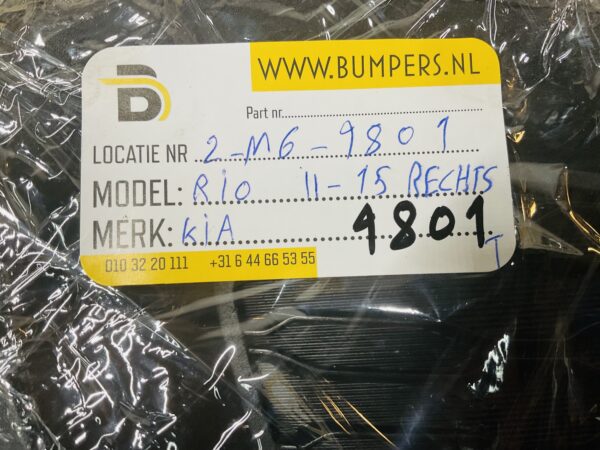 WWW.BUMPERS.NL
B
Part nr.
LOCATIE NR 2-M6-9801
MODEL: RIO 11-15 RECHTS
MERK: KIA 9801
T
010 32 20 111 +31 6 44 66 53 55